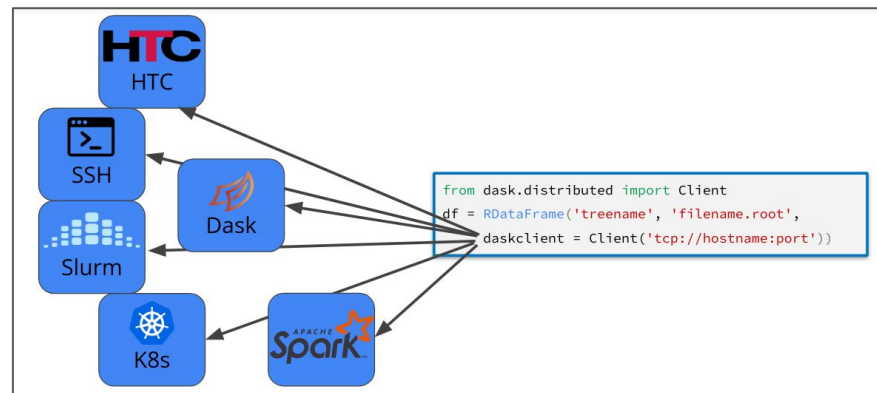 HTC
HTC
SSH
Dask
Slurm
K8s
APACHE
Spark
from dask.distributed import Client
df = RDataFrame('treename', 'filename.root',
daskclient = Client('tcp://hostname:port'))